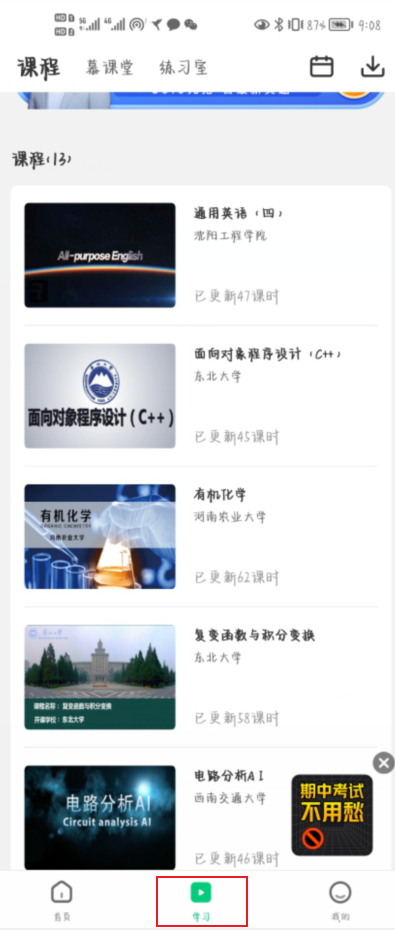 87%
9:08
课程
慕课堂
练习室
课程(13)
All-purpose English
通用英语（四）
沈阳工程学院
已更新47课时
面向对象程序设计（C++）
面向对象程序设计（C++）
东北大学
已更新45课时
有机化学
ORGANIC CHEMISTRY
河南农业大学
有机化学
河南农业大学
已更新62课时
课程名称：复变函数与积分变换
开课学校：东北大学
复变函数与积分变换
东北大学
已更新58课时
电路分析AI
Circuit analysis AI
电路分析AI
西南交通大学
已更新46课时
期中考试
不用愁
首页
学习
我的